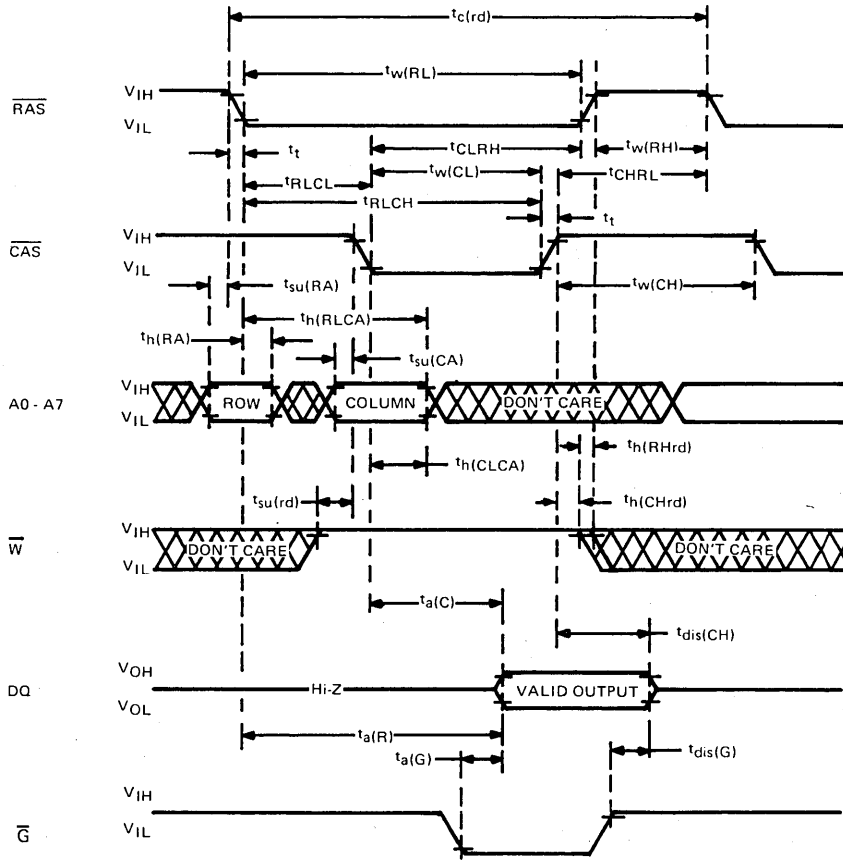 tc(rd)
tw(RL)
RAS
VIH
VIL
tt
tCLRH
tw(RH)
tRLCL
tw(CL)
tCHRL
tRLCH
tt
CAS
VIH
VIL
tsu(RA)
tw(CH)
th(RA)
th(RLCA)
tsu(CA)
A0 - A7
VIH
VIL
ROW
COLUMN
DON'T CARE
th(RHrd)
th(CLCA)
tsu(rd)
th(CHrd)
W
VIH
VIL
DON'T CARE
DON'T CARE
ta(C)
tdis(CH)
DQ
VOH
VOL
Hi-Z
VALID OUTPUT
ta(R)
ta(G)
tdis(G)
G
VIH
VIL